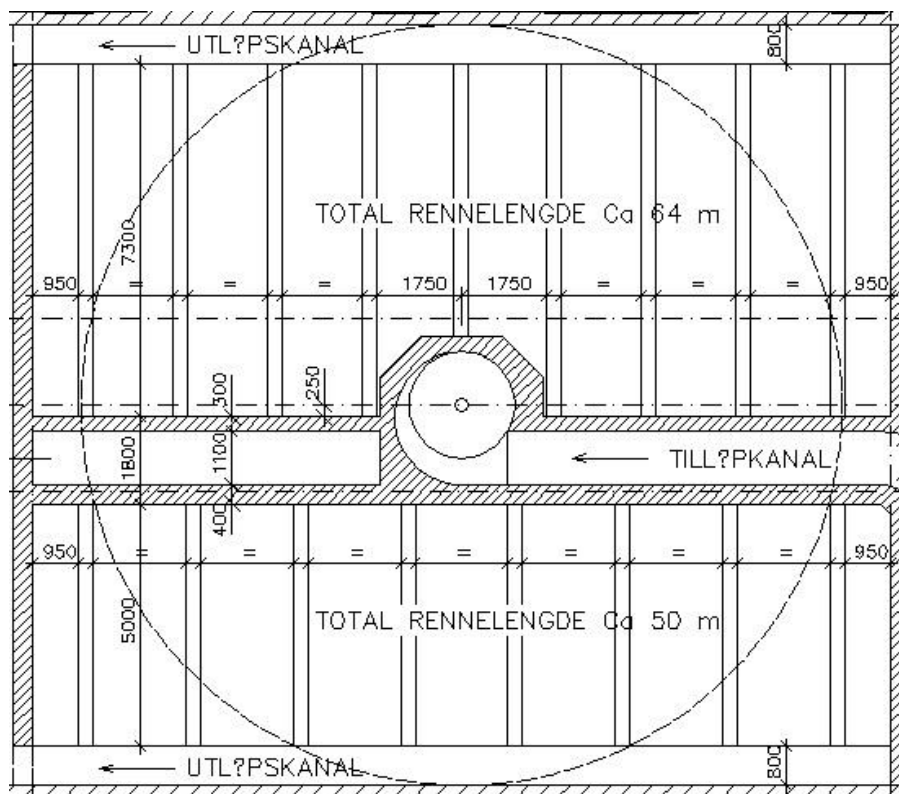 UTL?PSKANAL
800
7300
TOTAL RENNELENGDE Ca 64 m
950 = = = 1750 1750 = = = 950
300
250
1800
1100
TILL?PKANAL
400
950 = = = = = = = 950
5000
TOTAL RENNELENGDE Ca 50 m
UTL?PSKANAL
800